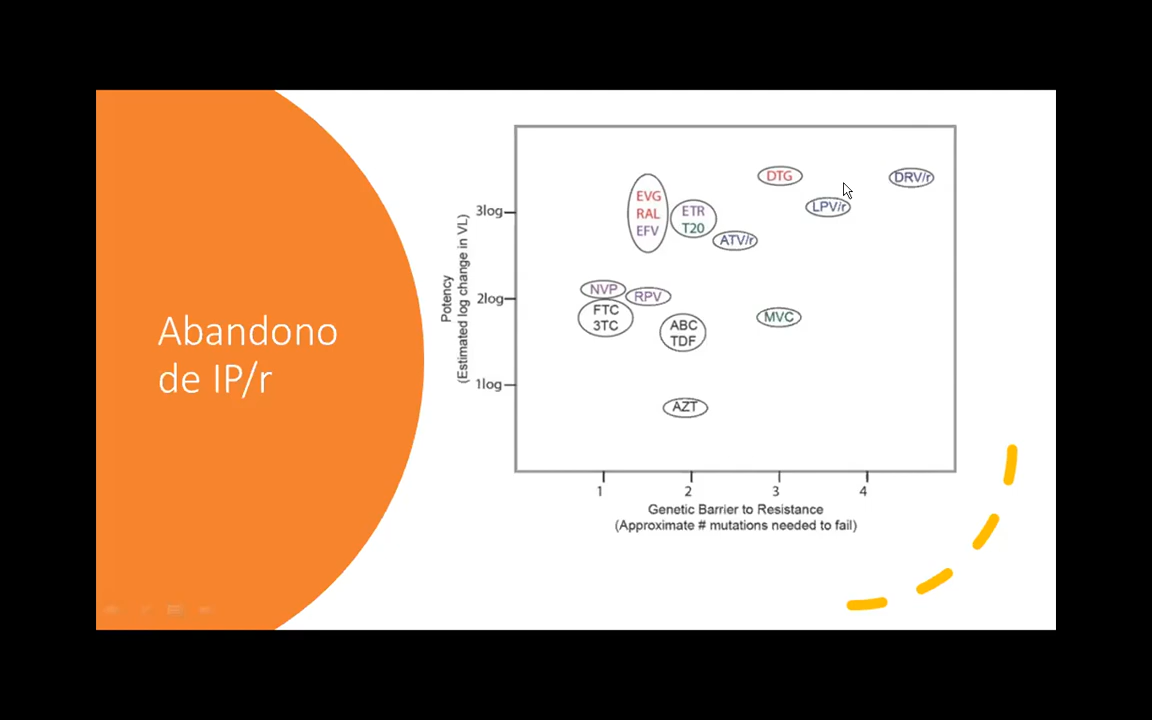 Abandono
de IP/r
Potency
(Estimated log change in VL)
3log
2log
1log
EVG
RAL
EFV
ETR
T20
ATV/r
DTG
LPV/r
DRV/r
NVP
RPV
FTC
3TC
ABC
TDF
MVC
AZT
1
2
3
4
Genetic Barrier to Resistance
(Approximate # mutations needed to fail)